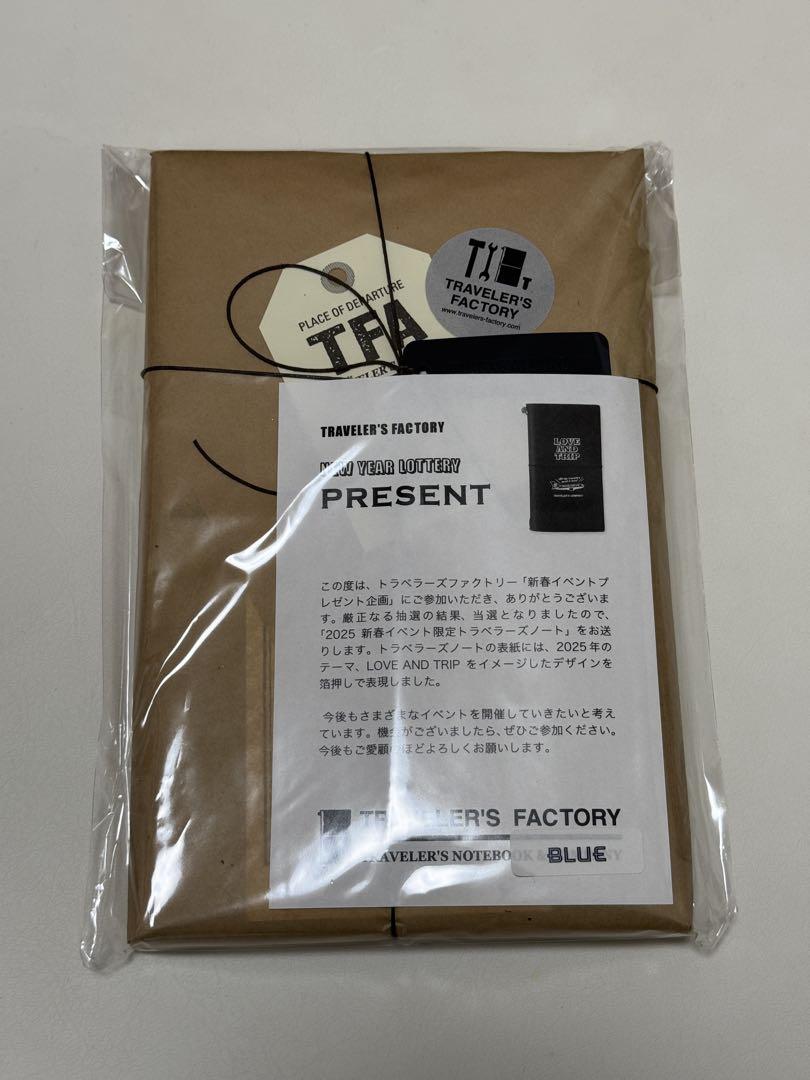 PLACE OF DEPARTURE
TFA
TRAVELER'S
FACTORY
www.travelers-factory.com
TRAVELER'S FACTORY
NEW YEAR LOTTERY
PRESENT
LOVE
AND
TRIP
この度は、トラベラーズファクトリー「新春イベントプ
レゼント企画」にご参加いただき、ありがとうございま
す。厳正なる抽選の結果、当選となりましたので、
「2025 新春イベント限定トラベラーズノート」をお送
りします。トラベラーズノートの表紙には、2025年の
テーマ、LOVE AND TRIP をイメージしたデザインを
箔押しで表現しました。
今後もさまざまなイベントを開催していきたいと考え
ています。機会がございましたら、ぜひご参加ください。
今後もご愛顧のほどよろしくお願いします。
TRAVELER'S FACTORY
TRAVELER'S NOTEBOOK &
BLUE